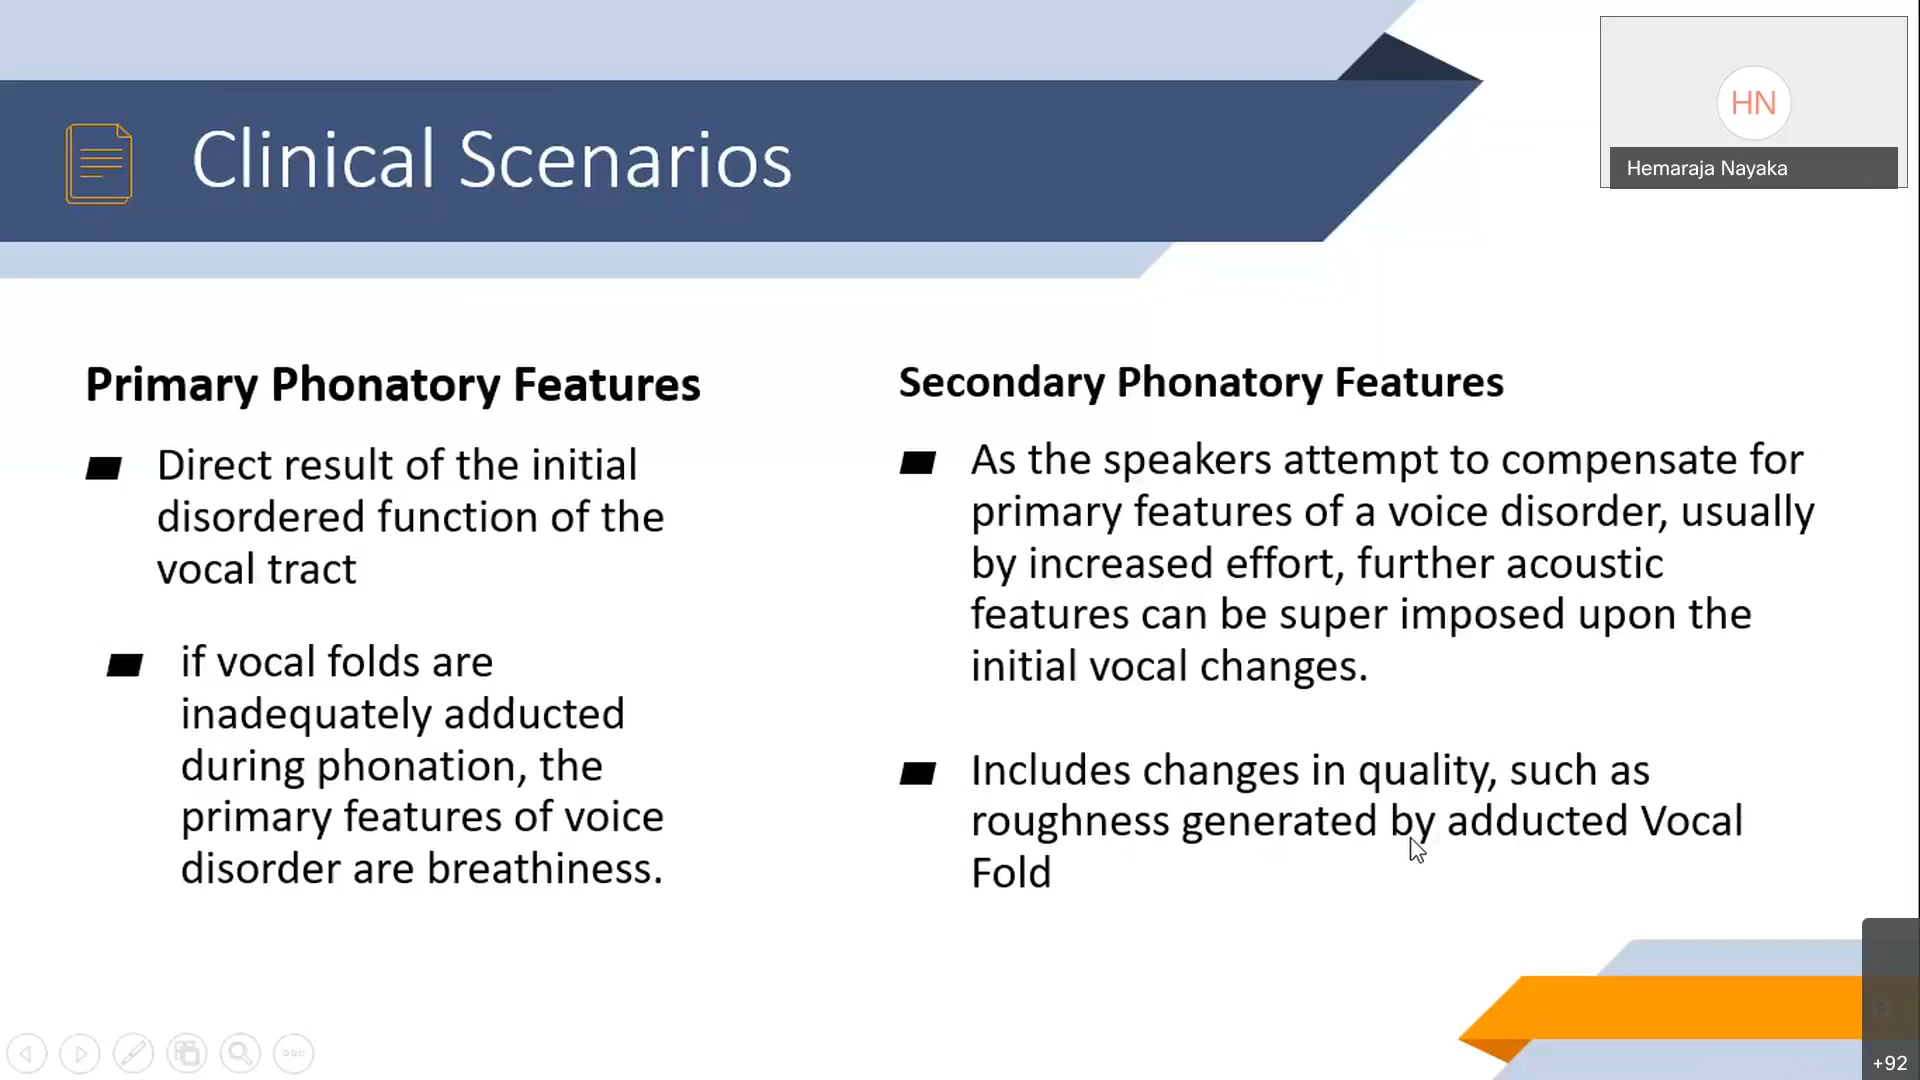 Clinical Scenarios
HN
Hemaraja Nayaka
Primary Phonatory Features
Direct result of the initial
disordered function of the
vocal tract
if vocal folds are
inadequately adducted
during phonation, the
primary features of voice
disorder are breathiness.
Secondary Phonatory Features
As the speakers attempt to compensate for
primary features of a voice disorder, usually
by increased effort, further acoustic
features can be super imposed upon the
initial vocal changes.
Includes changes in quality, such as
roughness generated by adducted Vocal
Fold
+92